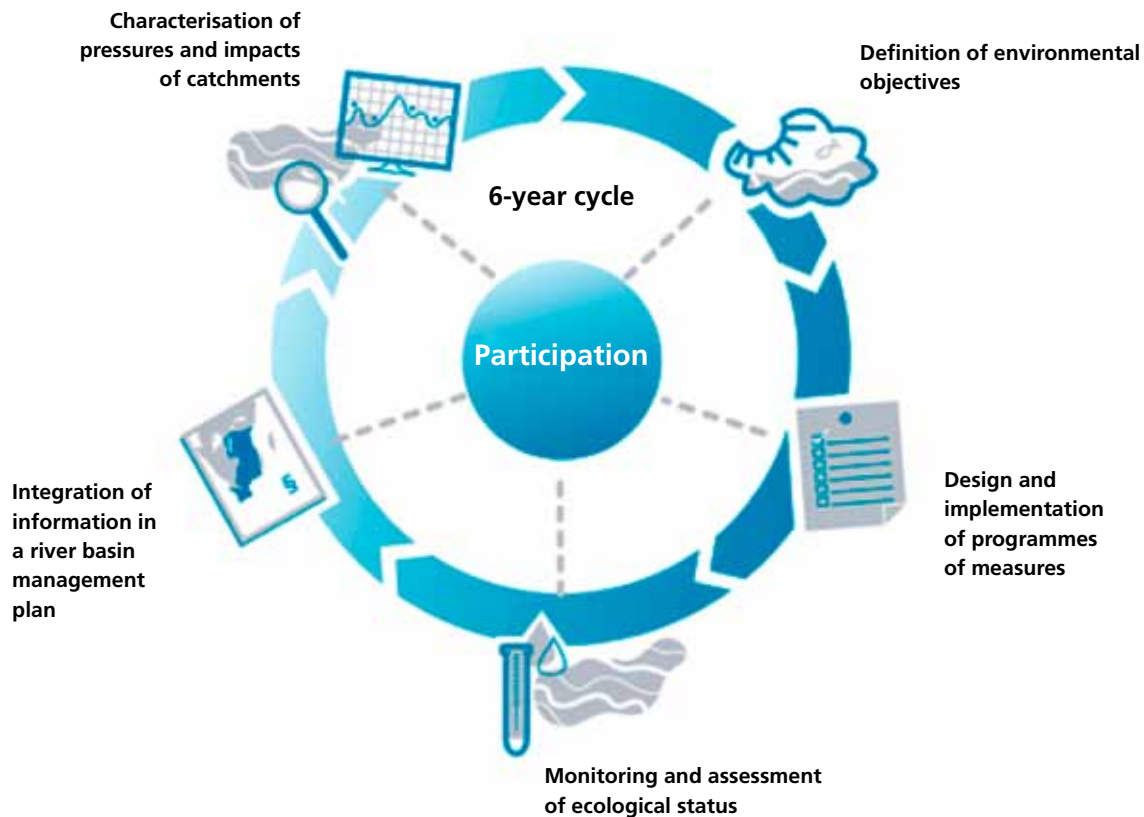 Characterisation of
pressures and impacts
of catchments
Definition of environmental
objectives
6-year cycle
Participation
Integration of
information in
a river basin
management
plan
Design and
implementation
of programmes
of measures
Monitoring and assessment
of ecological status
§